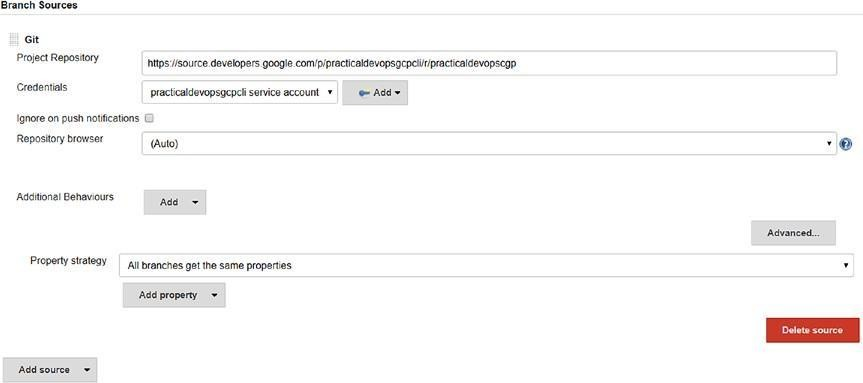 Branch Sources
Git
Project Repository https://source.developers.google.com/p/practicaldevopsgcpcli/r/practicaldevopscgp
Credentials practicaldevopsgcpcli service account Add
Ignore on push notifications
Repository browser (Auto)
Additional Behaviours Add
Advanced...
Property strategy All branches get the same properties
Add property
Delete source
Add source